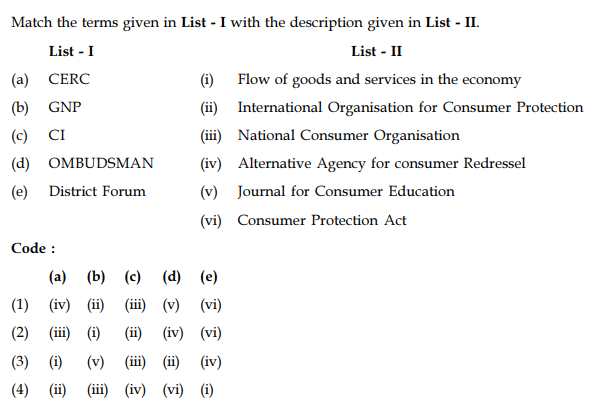 Match the terms given in List - I with the description given in List - II.
List - I List - II
(a) CERC (i) Flow of goods and services in the economy
(b) GNP (ii) International Organisation for Consumer Protection
(c) CI (iii) National Consumer Organisation
(d) OMBUDSMAN (iv) Alternative Agency for consumer Redressel
(e) District Forum (v) Journal for Consumer Education
(vi) Consumer Protection Act
Code :
(a) (b) (c) (d) (e)
(1) (iv) (ii) (iii) (v) (vi)
(2) (iii) (i) (ii) (iv) (vi)
(3) (i) (v) (iii) (ii) (iv)
(4) (ii) (iii) (iv) (vi) (i)